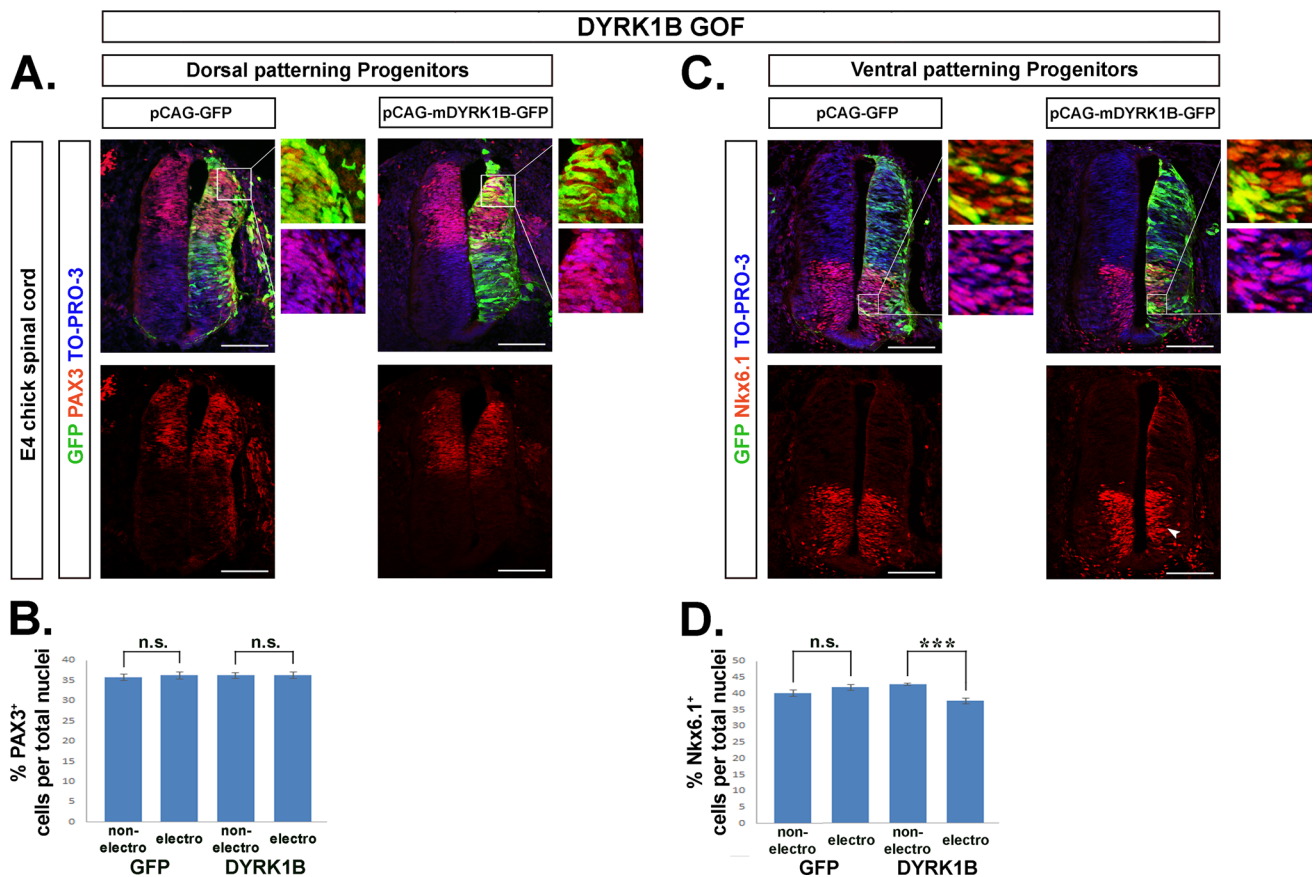 DYRK1B GOF
A.
Dorsal patterning Progenitors
pCAG-GFP
pCAG-mDYRK1B-GFP
C.
Ventral patterning Progenitors
pCAG-GFP
pCAG-mDYRK1B-GFP
E4 chick spinal cord
GFP PAX3 TO-PRO-3
GFP Nkx6.1 TO-PRO-3
B.
% PAX3+
cells per total nuclei
40
35
30
25
20
15
10
5
0
n.s.
n.s.
non-
electro
electro
non-
electro
electro
GFP
DYRK1B
D.
% Nkx6.1+
cells per total nuclei
50
45
40
35
30
25
20
15
10
5
0
n.s.
***
non-
electro
electro
non-
electro
electro
GFP
DYRK1B